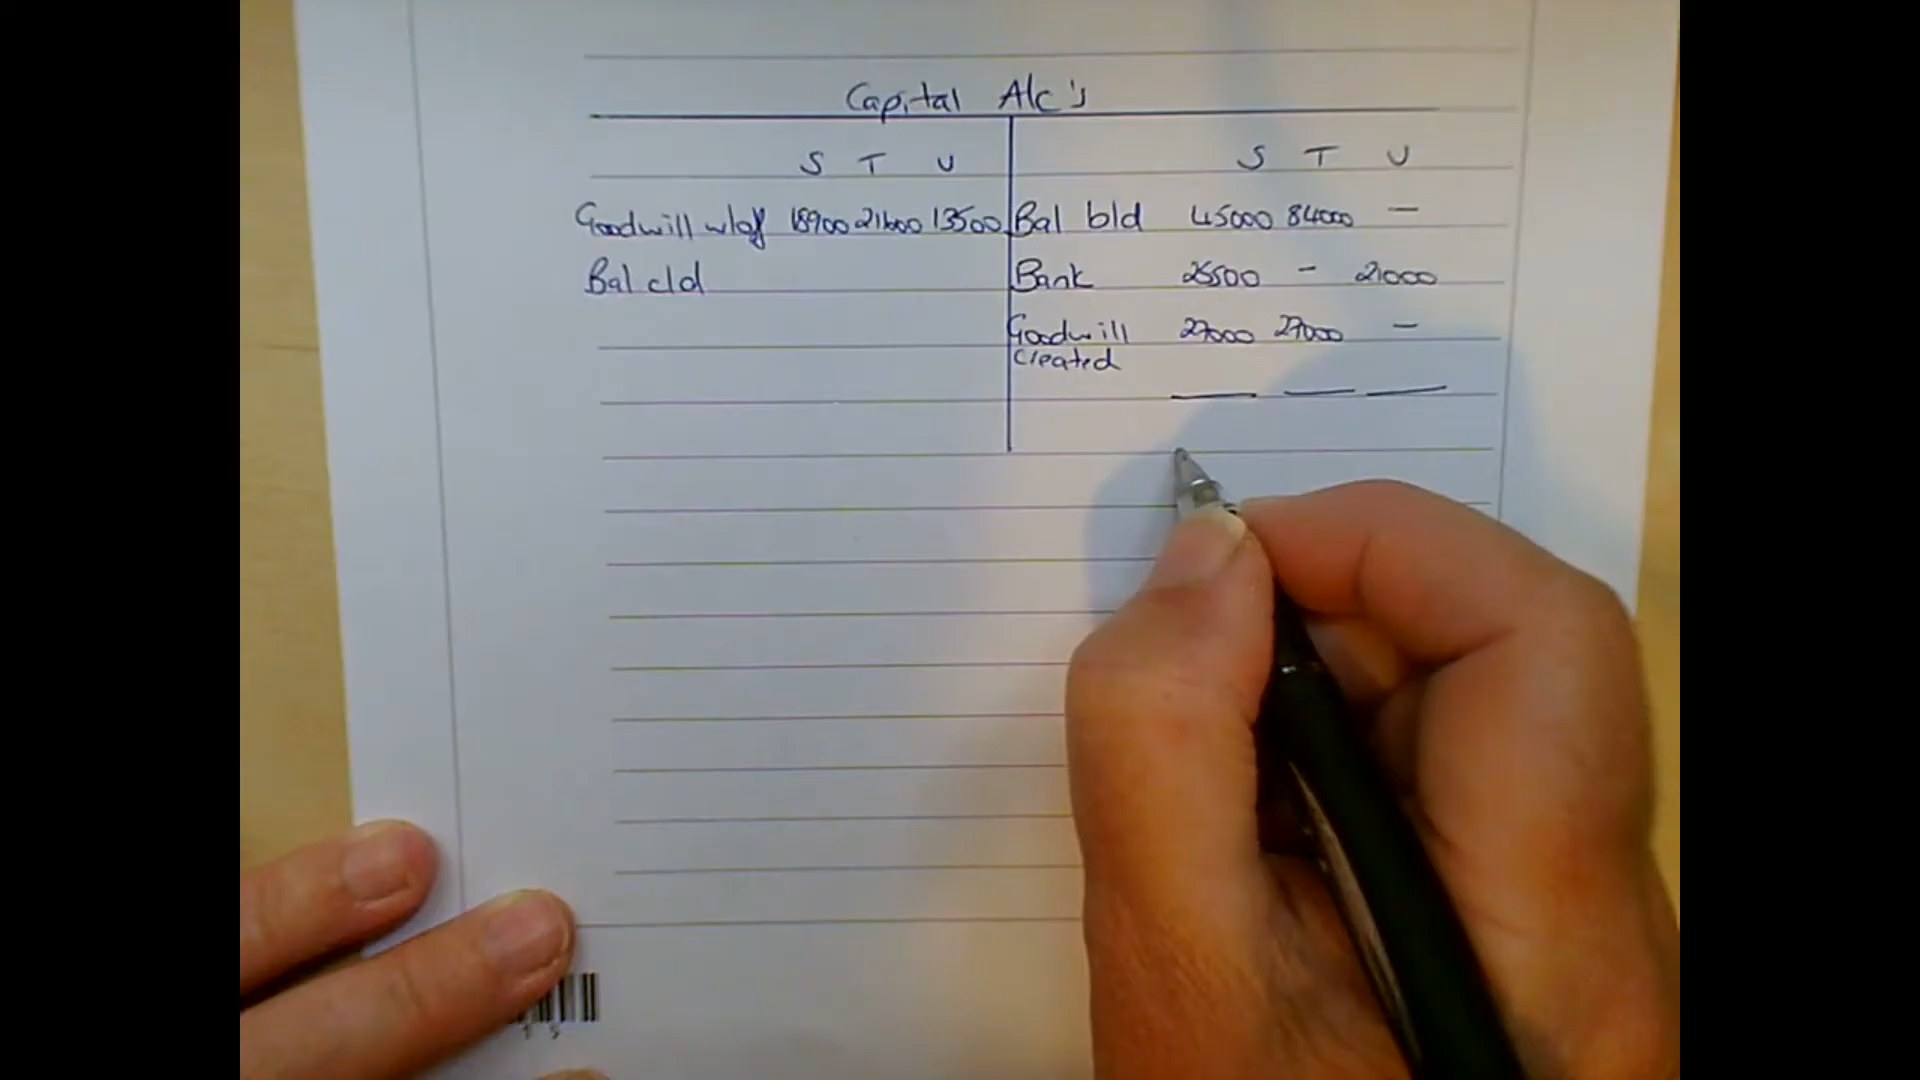 Capital A/c's
S T U S T U
Goodwill w/off 18900 21600 13500 Bal b/d 45000 84000 –
Bal c/d Bank 25500 – 21000
Goodwill 27000 27000 –
Created